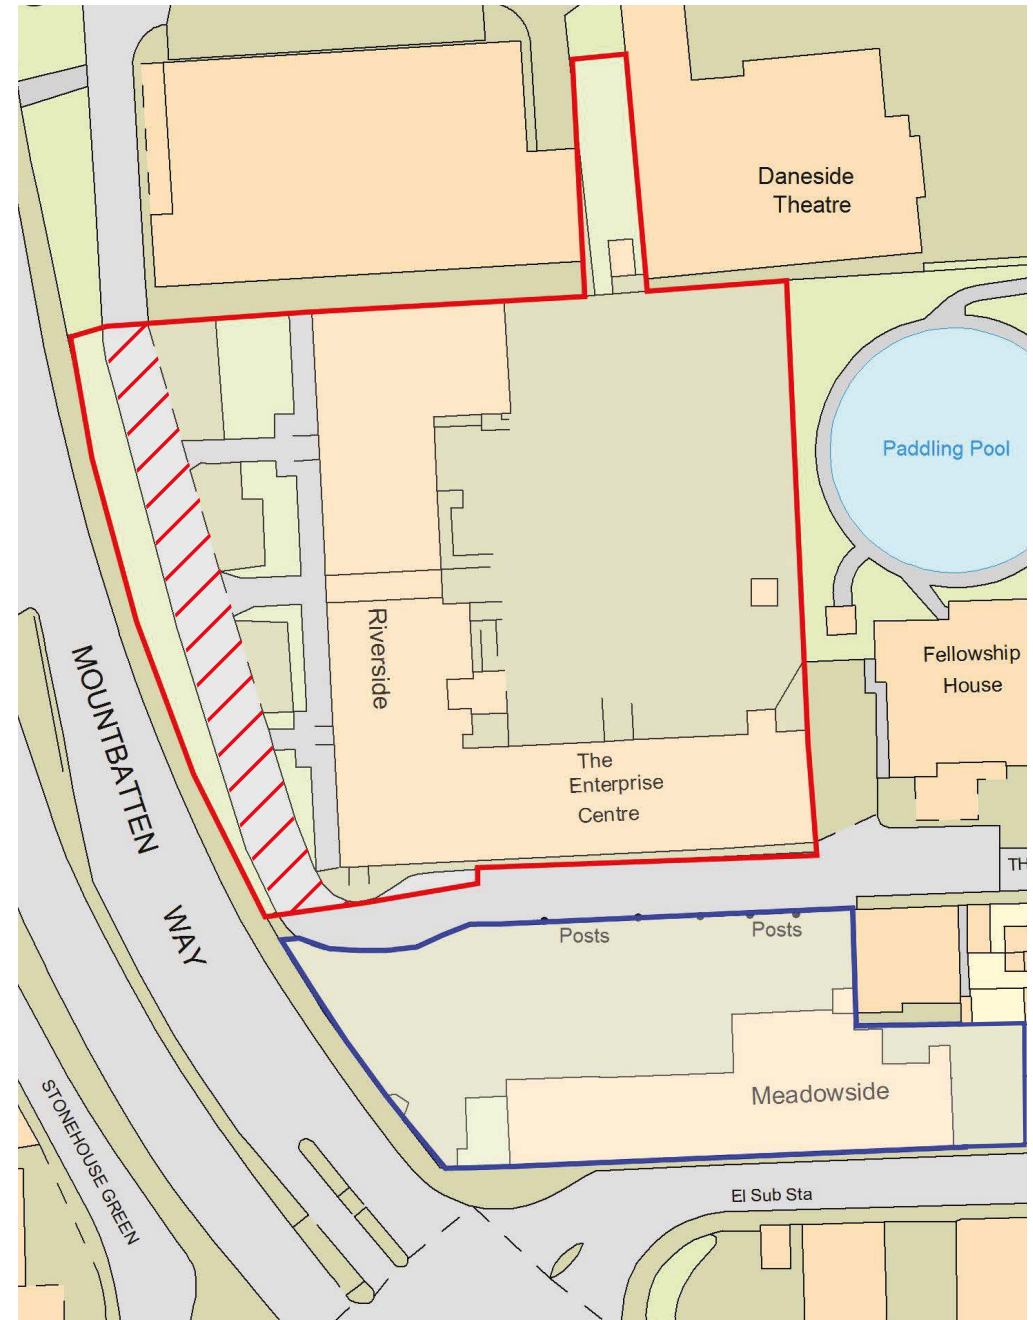 Daneside
Theatre
Paddling Pool
Riverside
Fellowship
House
MOUNTBATTEN
WAY
The
Enterprise
Centre
TH
Posts
Posts
Meadowside
STONEHOUSE GREEN
El Sub Sta